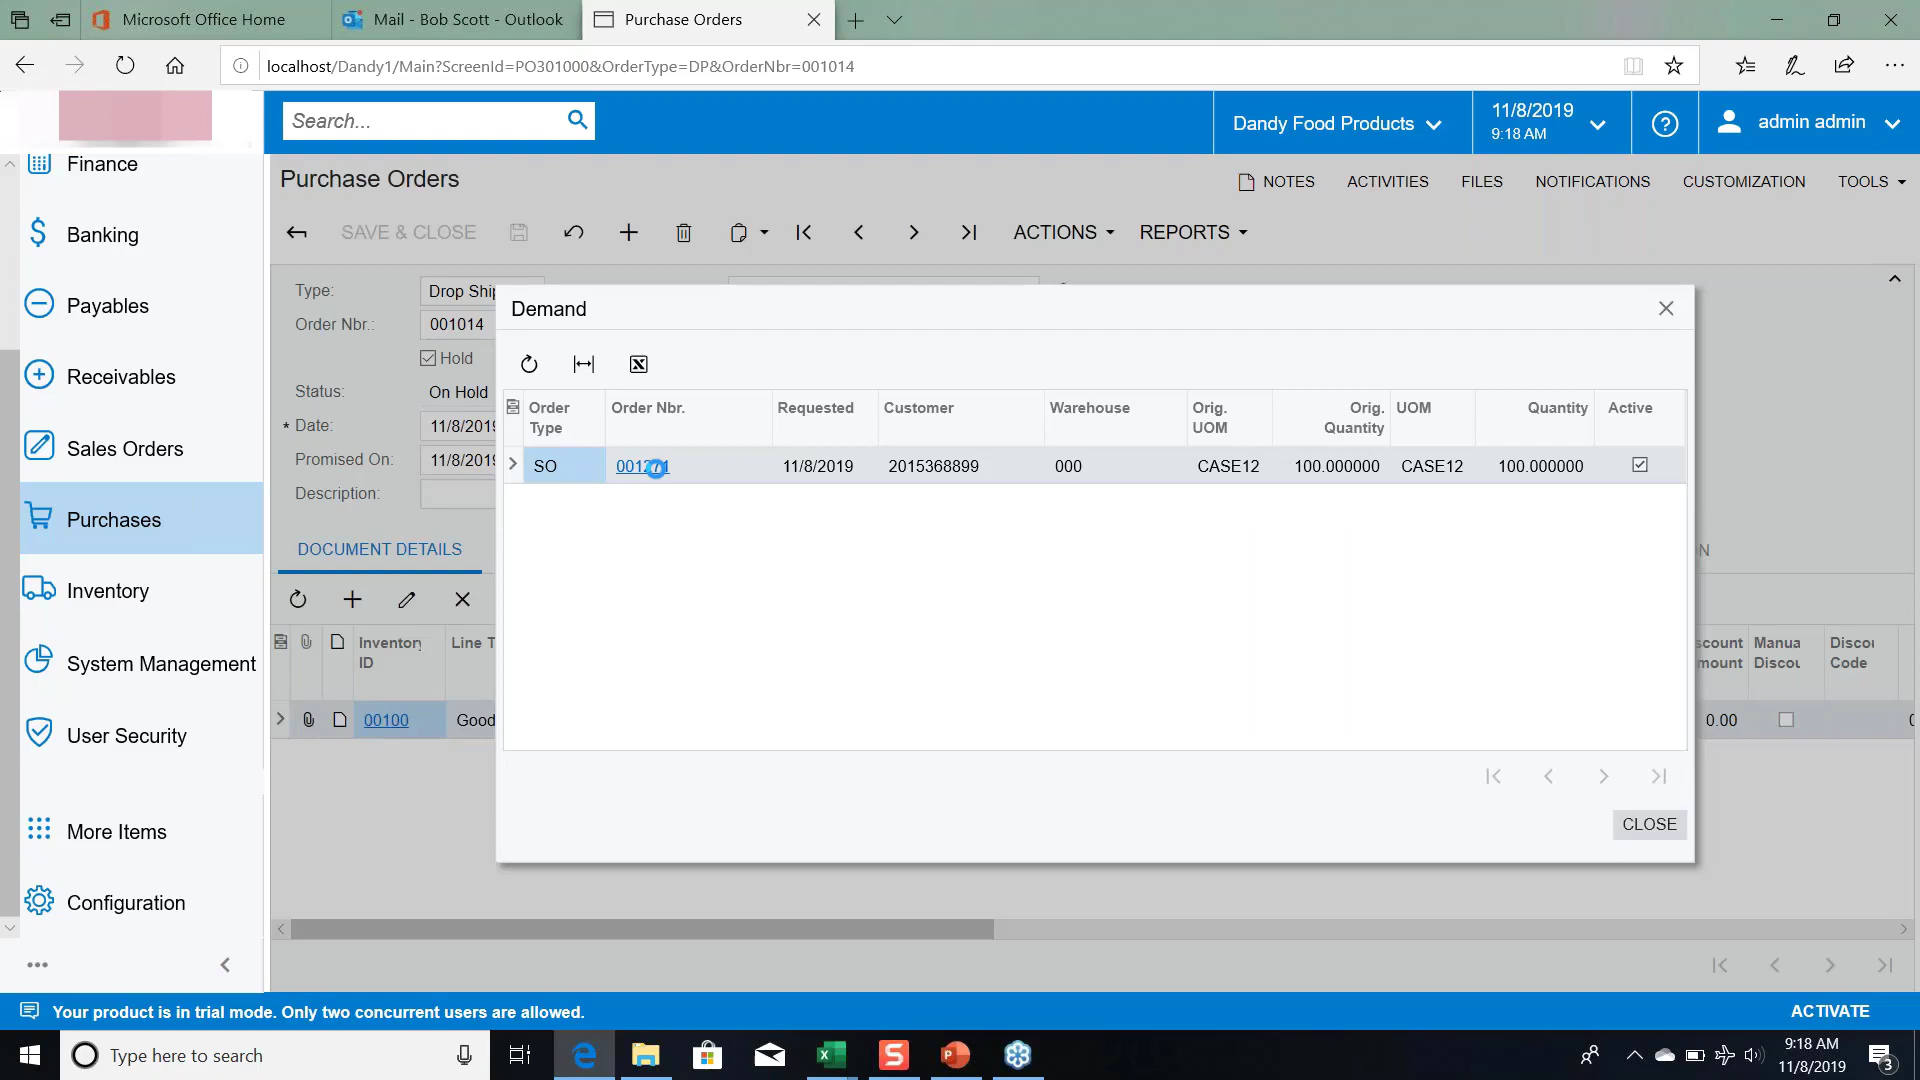 Microsoft Office Home
Mail - Bob Scott - Outlook
Purchase Orders
localhost/Dandy1/Main?ScreenId=PO301000&OrderType=DP&OrderNbr=001014
Search...
Dandy Food Products
11/8/2019
9:18 AM
admin admin
Finance
Banking
Payables
Receivables
Sales Orders
Purchases
Inventory
System Management
User Security
More Items
Configuration
Purchase Orders
NOTES
ACTIVITIES
FILES
NOTIFICATIONS
CUSTOMIZATION
TOOLS
SAVE & CLOSE
ACTIONS
REPORTS
Type:
Drop Ship
Order Nbr.:
001014
Hold
Status:
On Hold
* Date:
11/8/2019
Promised On:
11/8/2019
Description:
DOCUMENT DETAILS
Inventory ID
Line T
00100
Good
Manua
Discou
Discou
Code
0.00
Demand
Order Type
Order Nbr.
Requested
Customer
Warehouse
Orig. UOM
Orig. Quantity
UOM
Quantity
Active
SO
11/8/2019
2015368899
000
CASE12
100.000000
CASE12
100.000000
CLOSE
Your product is in trial mode. Only two concurrent users are allowed.
ACTIVATE
Type here to search
9:18 AM
11/8/2019
3